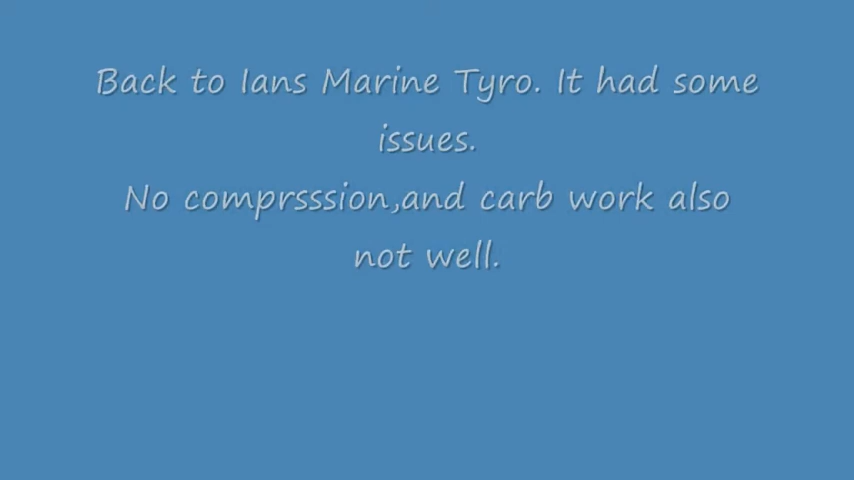 Back to Ians Marine Tyro. It had some
issues.
No comprsssion,and carb work also
not well.